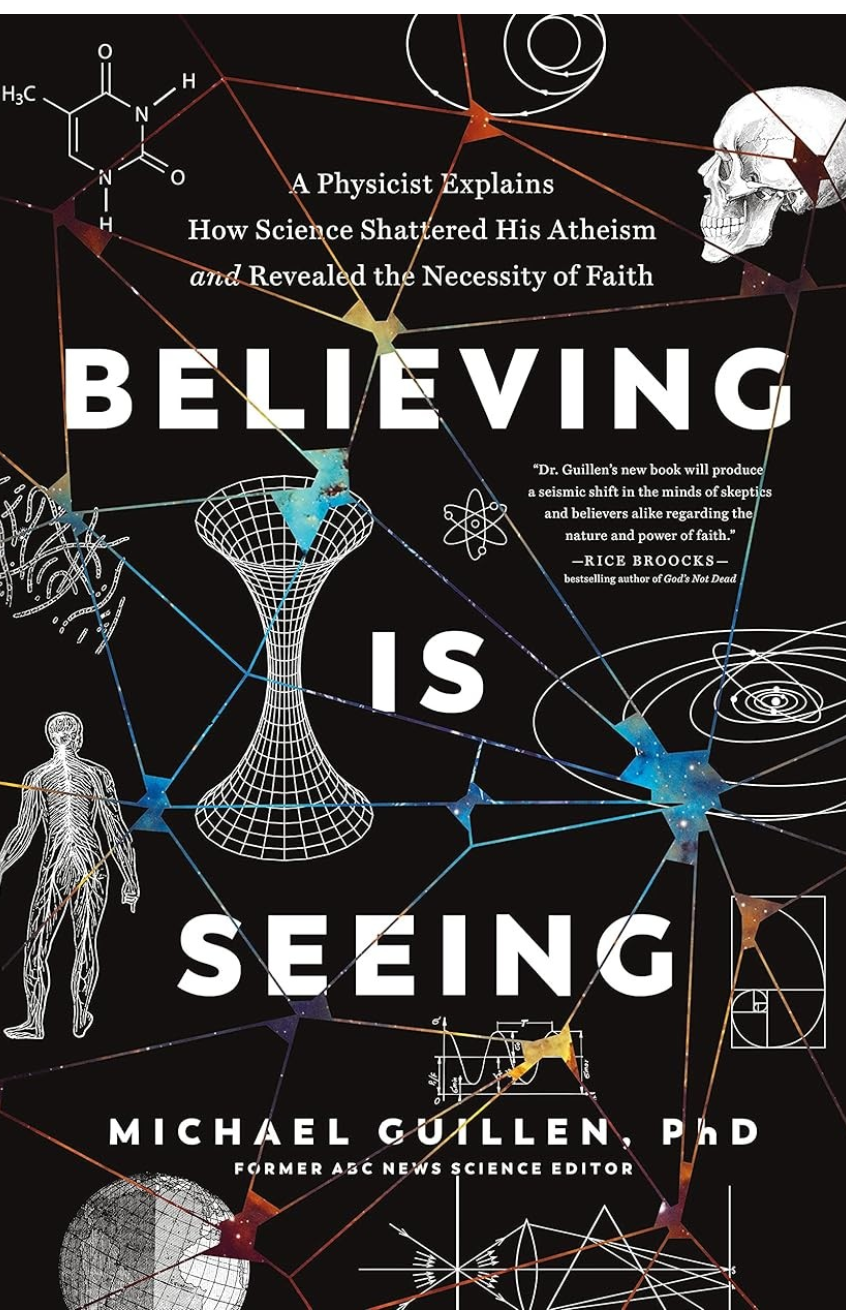 O
H
H₃C
N
N
O
H
A Physicist Explains
How Science Shattered His Atheism
and Revealed the Necessity of Faith
BELIEVING
“Dr. Guillen’s new book will produce
a seismic shift in the minds of skeptics
and believers alike regarding the
nature and power of faith.”
—RICE BROOCKS—
bestselling author of God’s Not Dead
IS
SEEING
T
MICHAEL GUILLEN, PhD
FORMER ABC NEWS SCIENCE EDITOR